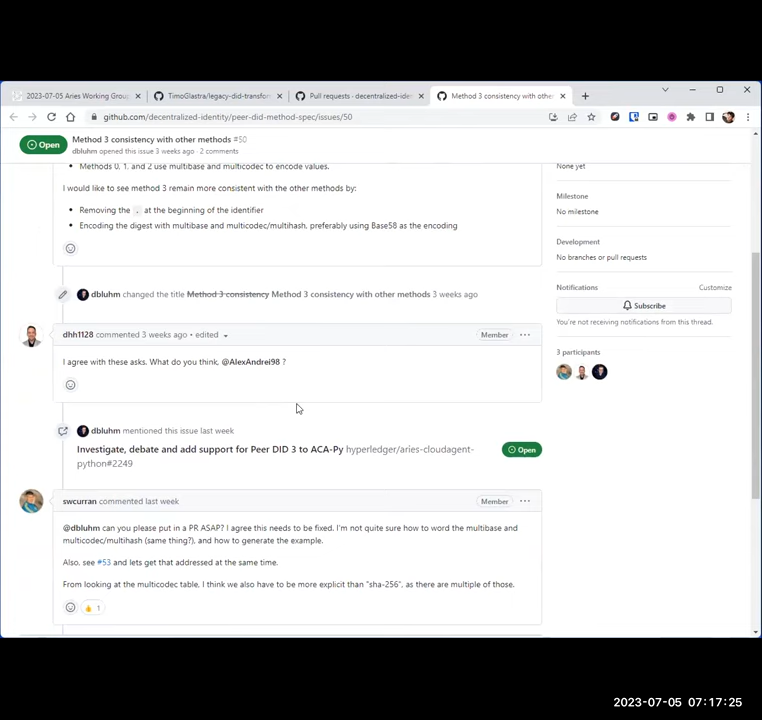 2023-07-05 Aries Working Grou
TimoGlastra/legacy-did-transfor
Pull requests · decentralized-ide
Method 3 consistency with othe
github.com/decentralized-identity/peer-did-method-spec/issues/50
Open
Method 3 consistency with other methods #50
dbluhm opened this issue 3 weeks ago · 2 comments
Methods 0, 1, and 2 use multibase and multicodec to encode values.
I would like to see method 3 remain more consistent with the other methods by:
Removing the . at the beginning of the identifier
Encoding the digest with multibase and multicodec/multihash, preferably using Base58 as the encoding
dbluhm changed the title Method 3 consistency Method 3 consistency with other methods 3 weeks ago
dhh1128 commented 3 weeks ago • edited
Member
I agree with these asks. What do you think, @AlexAndrei98 ?
dbluhm mentioned this issue last week
Investigate, debate and add support for Peer DID 3 to ACA-Py hyperledger/aries-cloudagent-
python#2249
Open
swcurran commented last week
Member
@dbluhm can you please put in a PR ASAP? I agree this needs to be fixed. I'm not quite sure how to word the multibase and
multicodec/multihash (same thing?), and how to generate the example.
Also, see #53 and lets get that addressed at the same time.
From looking at the multicodec table, I think we also have to be more explicit than "sha-256", as there are multiple of those.
1
None yet
Milestone
No milestone
Development
No branches or pull requests
Notifications
Customize
Subscribe
You're not receiving notifications from this thread.
3 participants
2023-07-05 07:17:25